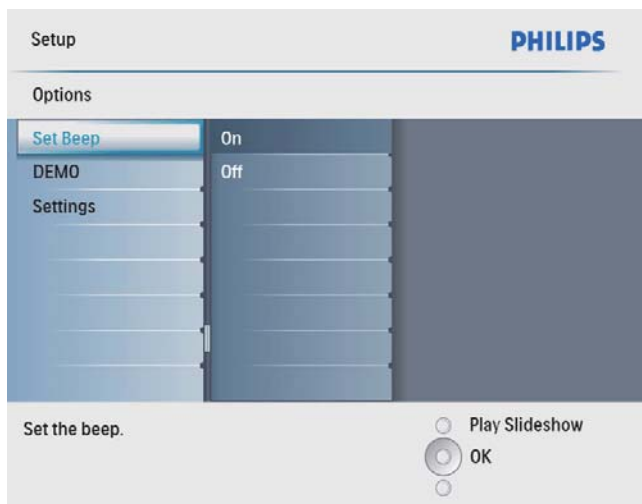 Setup PHILIPS
Options
Set Beep On
DEMO Off
Settings
Set the beep.
Play Slideshow
OK